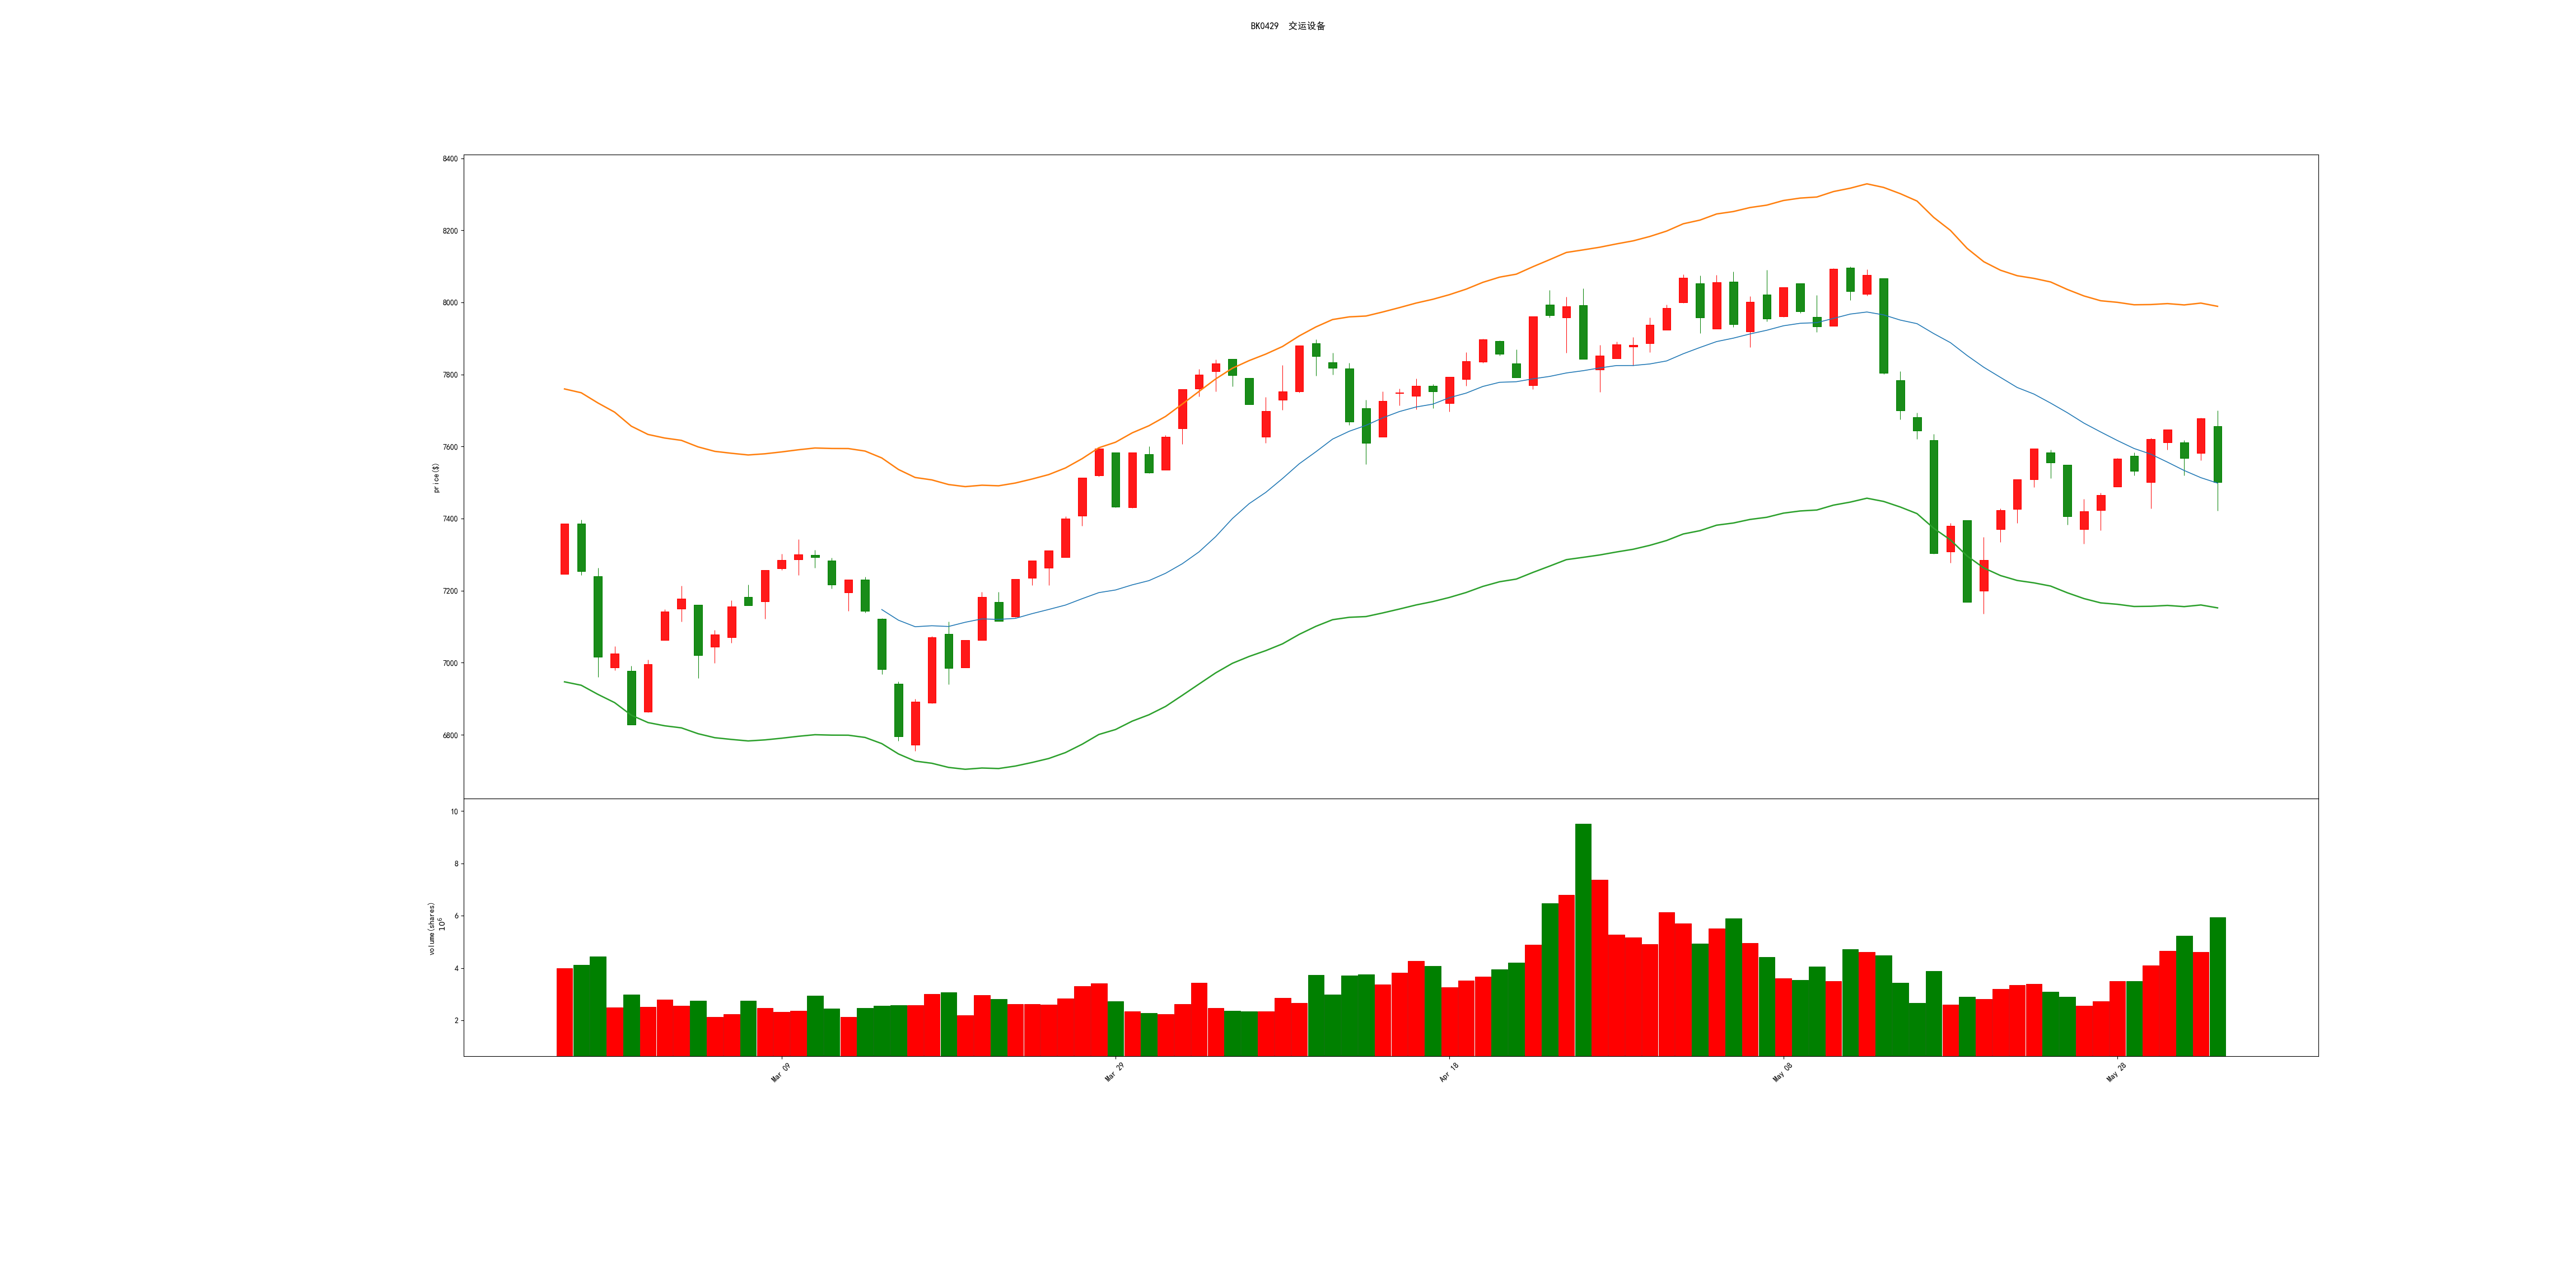 BK0429 交运设备
8400
8200
8000
7800
7600
7400
7200
7000
6800
price($)
10
8
6
4
2
volume(shares)
10^6
Mar 09
Mar 29
Apr 18
May 08
May 28